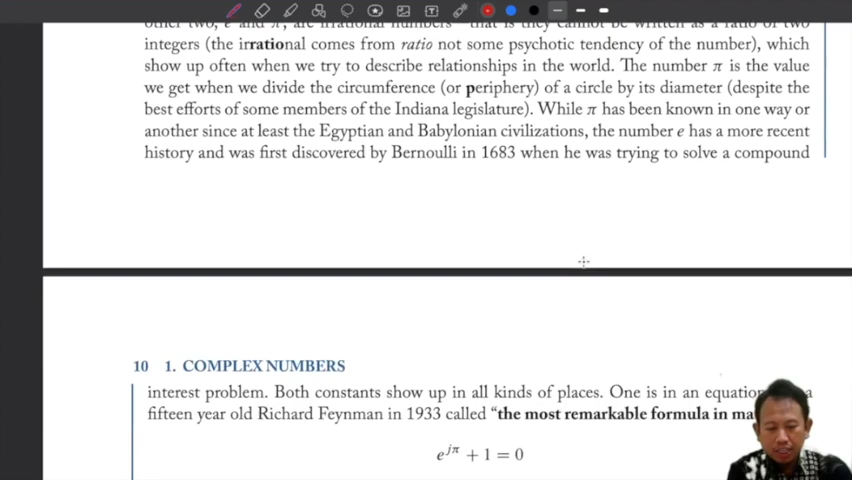 other two, e and π, are irrational numbers—that is they cannot be written as a ratio of two
integers (the irrational comes from ratio not some psychotic tendency of the number), which
show up often when we try to describe relationships in the world. The number π is the value
we get when we divide the circumference (or periphery) of a circle by its diameter (despite the
best efforts of some members of the Indiana legislature). While π has been known in one way or
another since at least the Egyptian and Babylonian civilizations, the number e has a more recent
history and was first discovered by Bernoulli in 1683 when he was trying to solve a compound
10 1. COMPLEX NUMBERS
interest problem. Both constants show up in all kinds of places. One is in an equation a
fifteen year old Richard Feynman in 1933 called “the most remarkable formula in
e^{jπ} + 1 = 0